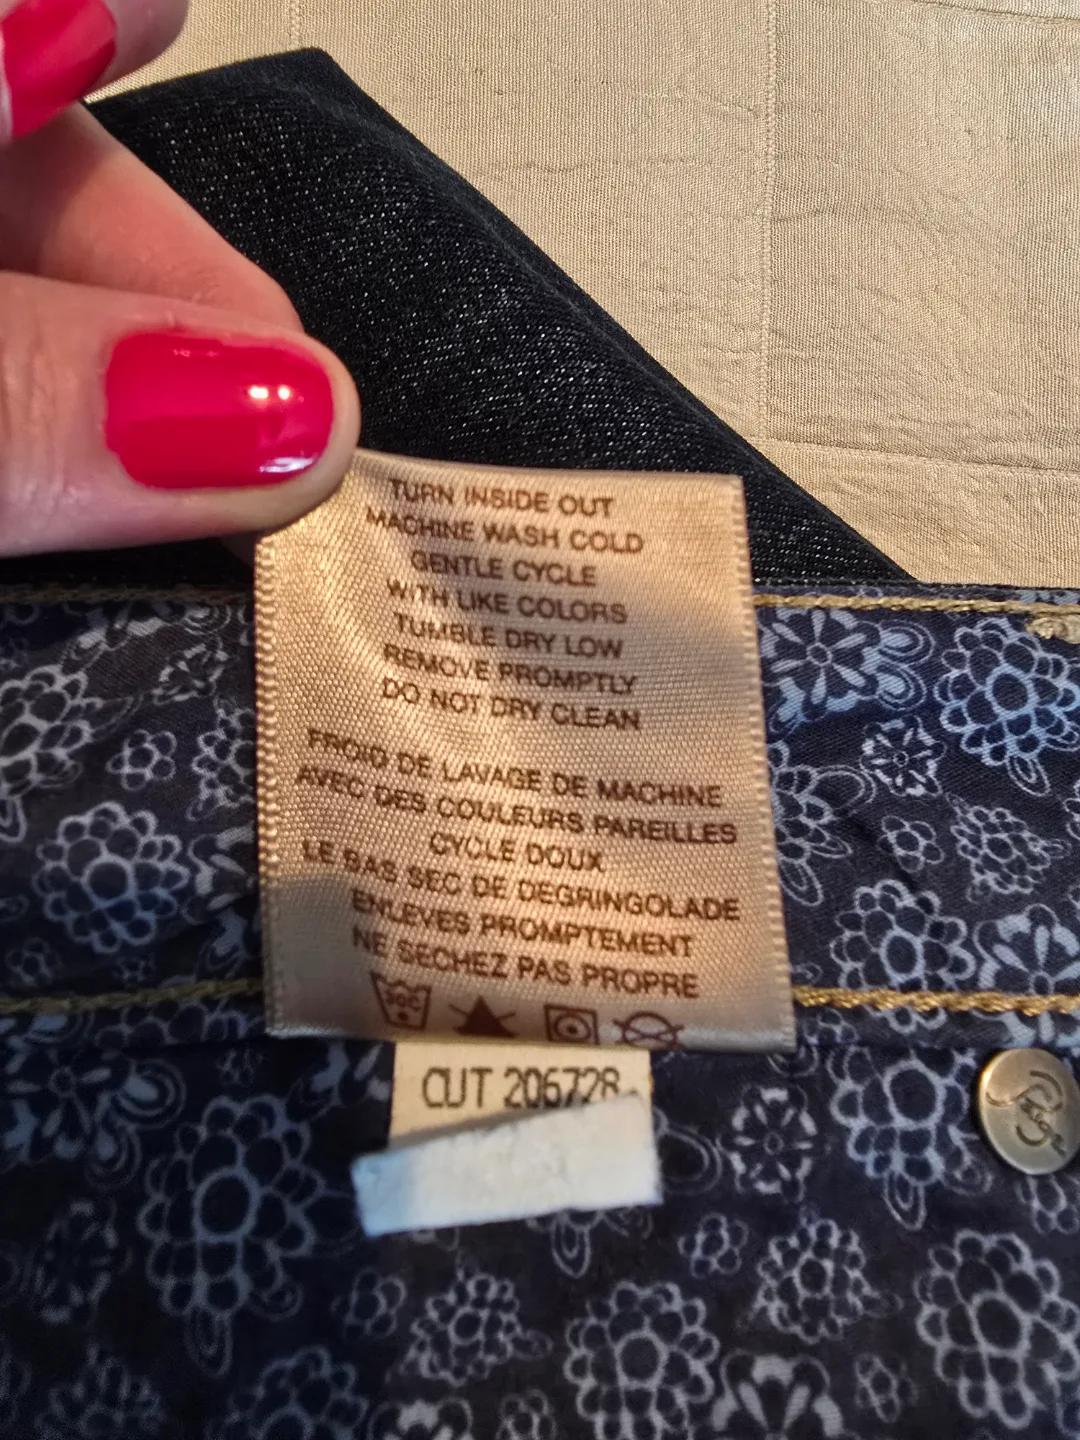 TURN INSIDE OUT
MACHINE WASH COLD
GENTLE CYCLE
WITH LIKE COLORS
TUMBLE DRY LOW
REMOVE PROMPTLY
DO NOT DRY CLEAN
FROID DE LAVAGE DE MACHINE
AVEC DES COULEURS PAREILLES
CYCLE DOUX
LE BAS SEC DE DEGRINGOLADE
ENLEVES PROMPTEMENT
NE SECHEZ PAS PROPRE
30C
CUT 206728